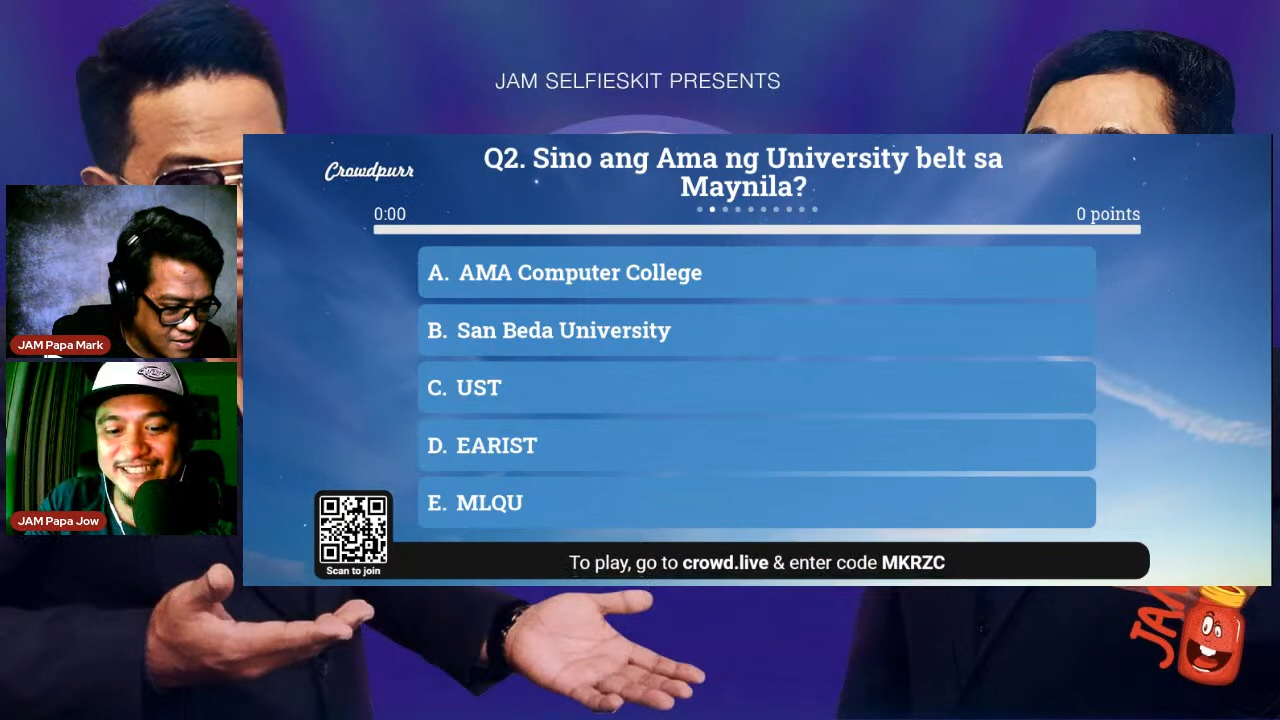 JAM SELFIESKIT PRESENTS
Crowdpurr
Q2. Sino ang Ama ng University belt sa
Maynila?
0:00
0 points
A. AMA Computer College
B. San Beda University
C. UST
D. EARIST
E. MLQU
JAM Papa Mark
JAM Papa Jow
Scan to join
To play, go to crowd.live & enter code MKRZC
JAM